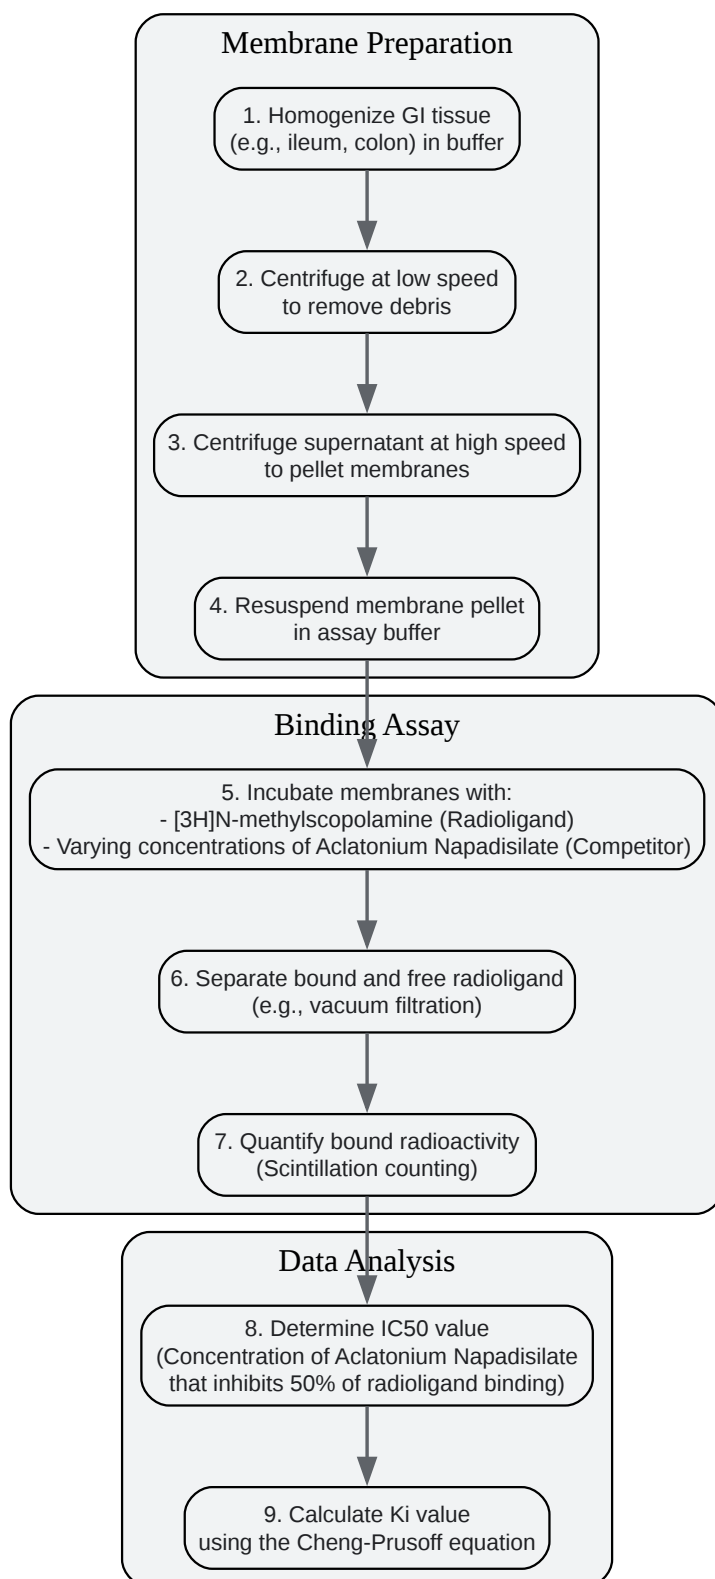 Membrane Preparation
1. Homogenize GI tissue
(e.g., ileum, colon) in buffer
2. Centrifuge at low speed
to remove debris
3. Centrifuge supernatant at high speed
to pellet membranes
4. Resuspend membrane pellet
in assay buffer
Binding Assay
5. Incubate membranes with:
- [3H]N-methylscopolamine (Radioligand)
- Varying concentrations of Aclatonium Napadisilate (Competitor)
6. Separate bound and free radioligand
(e.g., vacuum filtration)
7. Quantify bound radioactivity
(Scintillation counting)
Data Analysis
8. Determine IC50 value
(Concentration of Aclatonium Napadisilate
that inhibits 50% of radioligand binding)
9. Calculate Ki value
using the Cheng-Prusoff equation